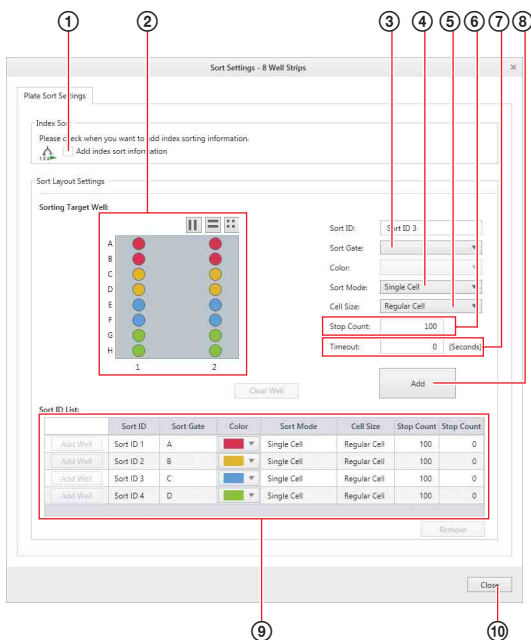 ① ② ③ ④ ⑤ ⑥ ⑦ ⑧
Sort Settings - 8 Well Strips ×
Plate Sort Settings
Index Sort
Please check when you want to add index sorting information.
123 Add index sort information
Sort Layout Settings
Sorting Target Well:
Sort ID: Sort ID 3
A
Sort Gate:
B
C
Color:
D
Sort Mode: Single Cell
E
Cell Size: Regular Cell
F
Stop Count: 100
G
H
Timeout: 0 (Seconds)
1 2
Clear Well
Add
Sort ID List:
Sort ID Sort Gate Color Sort Mode Cell Size Stop Count Stop Count
Add Well Sort ID 1 A Single Cell Regular Cell 100 0
Add Well Sort ID 2 B Single Cell Regular Cell 100 0
Add Well Sort ID 3 C Single Cell Regular Cell 100 0
Add Well Sort ID 4 D Single Cell Regular Cell 100 0
Remove
Close
⑨ ⑩